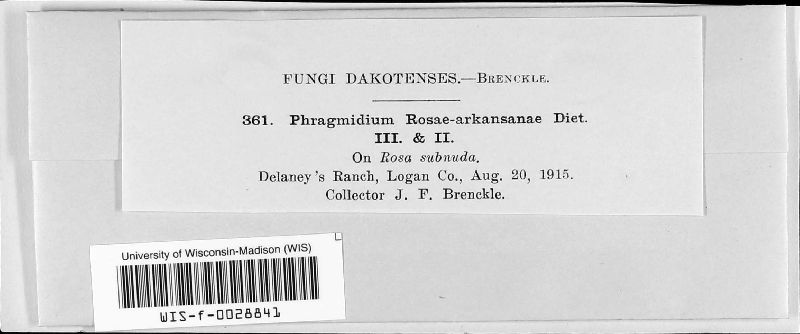 FUNGI DAKOTENSES.—BRENCKLE.
361. Phragmidium Rosae-arkansanae Diet.
III. & II.
On Rosa subnuda.
Delaney's Ranch, Logan Co., Aug. 20, 1915.
Collector J. F. Brenckle.
University of Wisconsin-Madison (WIS)
WIS-f-0028841